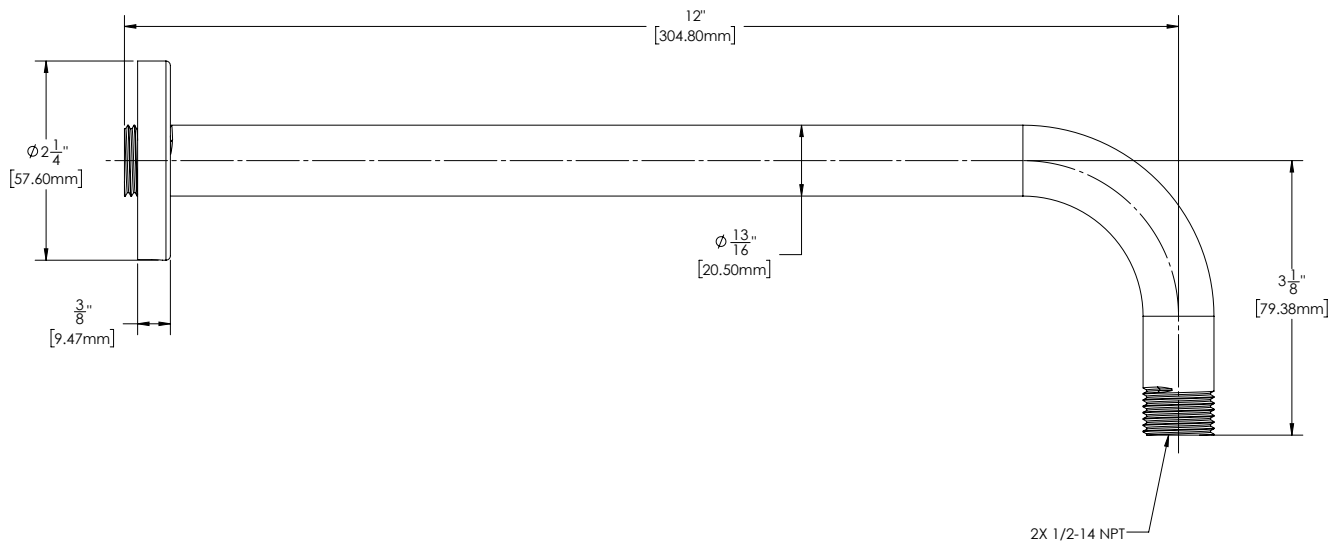 12"
[304.80mm]
⌀2 1/4"
[57.60mm]
⌀ 13/16"
[20.50mm]
3/8"
[9.47mm]
3 1/8"
[79.38mm]
2X 1/2-14 NPT